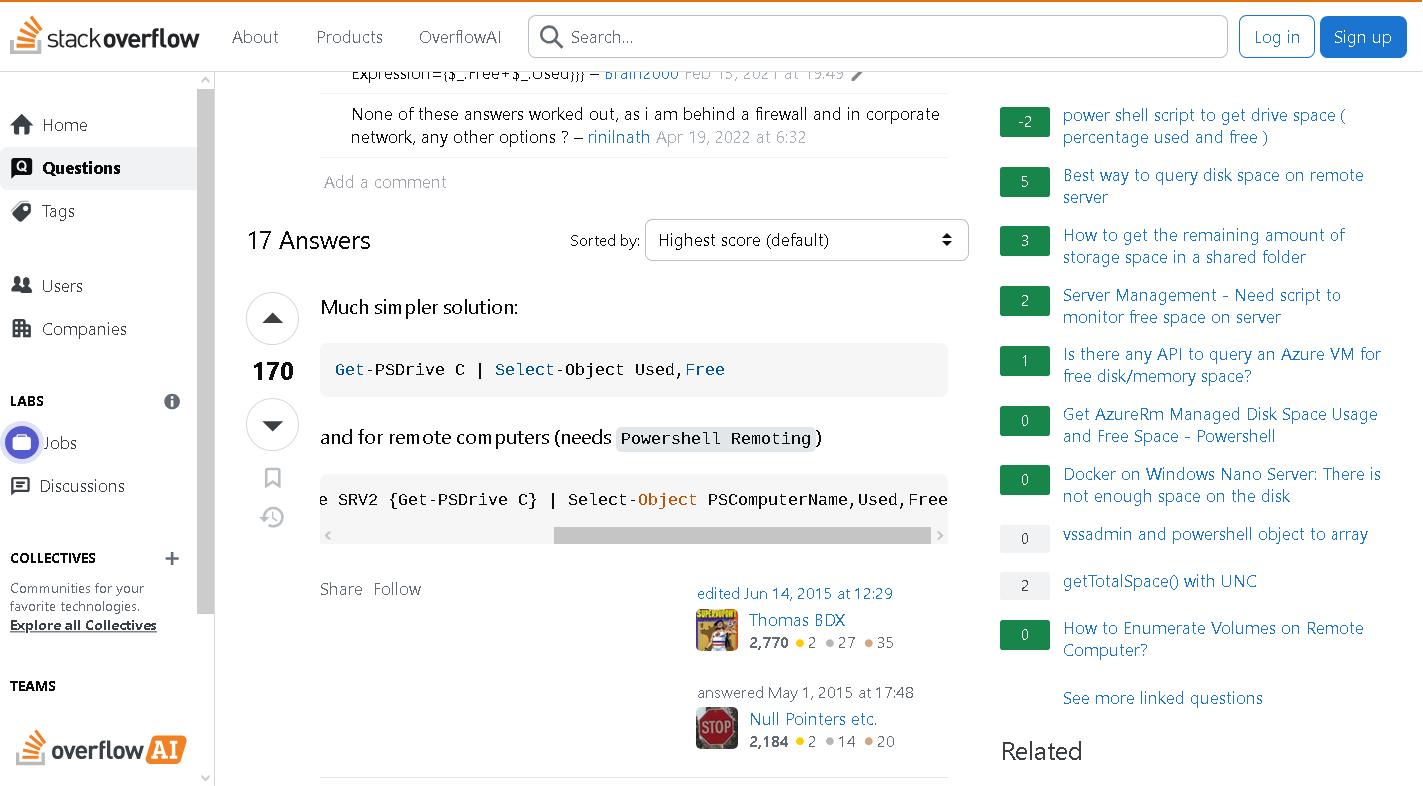 stackoverflow
About
Products
OverflowAI
Search...
Log in
Sign up
Home
Questions
Tags
Users
Companies
LABS
Jobs
Discussions
COLLECTIVES
Communities for your
favorite technologies.
Explore all Collectives
TEAMS
overflowAI
Expression={$_.Free+$_.Used}}} – Brain2000 Feb 15, 2021 at 19:49
None of these answers worked out, as i am behind a firewall and in corporate
network, any other options ? – rinilnath Apr 19, 2022 at 6:32
Add a comment
17 Answers
Sorted by:
Highest score (default)
170
Much simpler solution:
Get-PSDrive C | Select-Object Used,Free
and for remote computers (needs Powershell Remoting)
e SRV2 {Get-PSDrive C} | Select-Object PSComputerName,Used,Free
Share Follow
edited Jun 14, 2015 at 12:29
SUPERDUPONT
Thomas BDX
2,770 2 27 35
answered May 1, 2015 at 17:48
STOP
Null Pointers etc.
2,184 2 14 20
-2
power shell script to get drive space (
percentage used and free )
5
Best way to query disk space on remote
server
3
How to get the remaining amount of
storage space in a shared folder
2
Server Management - Need script to
monitor free space on server
1
Is there any API to query an Azure VM for
free disk/memory space?
0
Get AzureRm Managed Disk Space Usage
and Free Space - Powershell
0
Docker on Windows Nano Server: There is
not enough space on the disk
0
vssadmin and powershell object to array
2
getTotalSpace() with UNC
0
How to Enumerate Volumes on Remote
Computer?
See more linked questions
Related